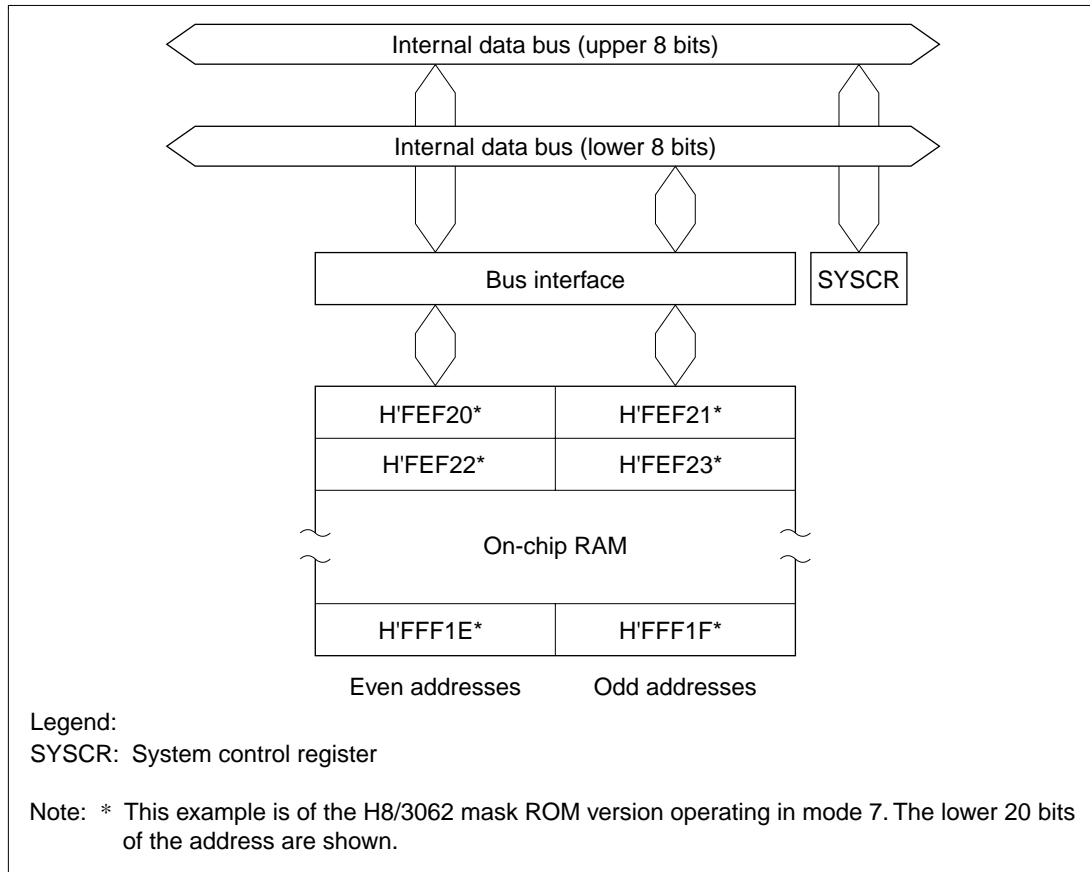 Internal data bus (upper 8 bits)
Internal data bus (lower 8 bits)
Bus interface
SYSCR
H'FEF20*
H'FEF21*
H'FEF22*
H'FEF23*
On-chip RAM
H'FFF1E*
H'FFF1F*
Even addresses
Odd addresses
Legend:
SYSCR: System control register
Note: * This example is of the H8/3062 mask ROM version operating in mode 7. The lower 20 bits
of the address are shown.